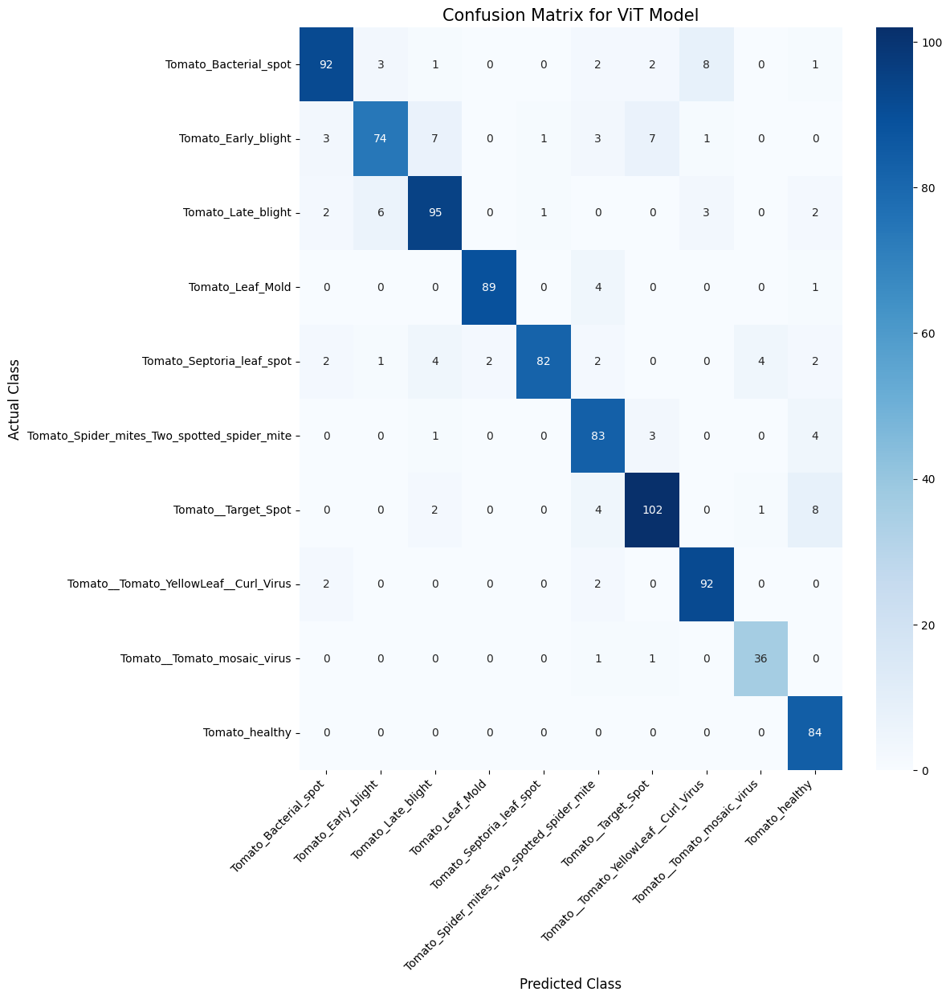 Confusion Matrix for ViT Model
Actual Class
Tomato_Bacterial_spot 92 3 1 0 0 2 2 8 0 1
Tomato_Early_blight 3 74 7 0 1 3 7 1 0 0
Tomato_Late_blight 2 6 95 0 1 0 0 3 0 2
Tomato_Leaf_Mold 0 0 0 89 0 4 0 0 0 1
Tomato_Septoria_leaf_spot 2 1 4 2 82 2 0 0 4 2
Tomato_Spider_mites_Two_spotted_spider_mite 0 0 1 0 0 83 3 0 0 4
Tomato__Target_Spot 0 0 2 0 0 4 102 0 1 8
Tomato__Tomato_YellowLeaf__Curl_Virus 2 0 0 0 0 2 0 92 0 0
Tomato__Tomato_mosaic_virus 0 0 0 0 0 1 1 0 36 0
Tomato_healthy 0 0 0 0 0 0 0 0 0 84
Tomato_Bacterial_spot
Tomato_Early_blight
Tomato_Late_blight
Tomato_Leaf_Mold
Tomato_Septoria_leaf_spot
Tomato_Spider_mites_Two_spotted_spider_mite
Tomato__Target_Spot
Tomato__Tomato_YellowLeaf__Curl_Virus
Tomato__Tomato_mosaic_virus
Tomato_healthy
Predicted Class
100
80
60
40
20
0